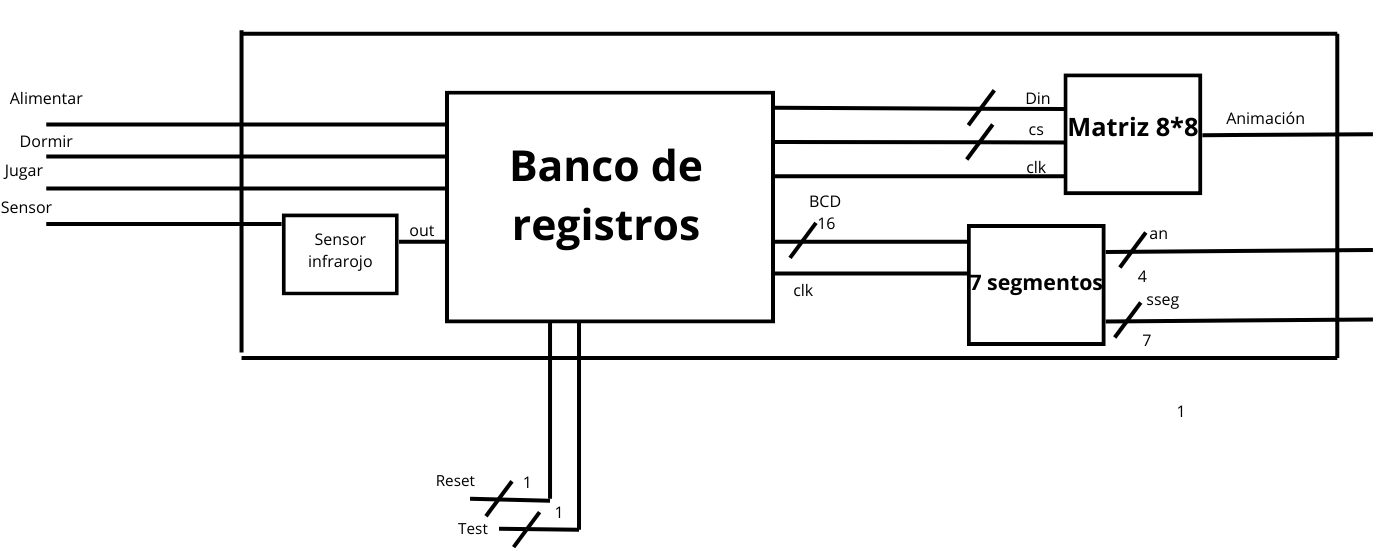 Alimentar
Dormir
Jugar
Sensor
Sensor
infrarojo
out
Banco de
registros
Din
cs
clk
Matriz 8*8
Animación
BCD
16
clk
7 segmentos
an
4
sseg
7
1
Reset
1
Test
1